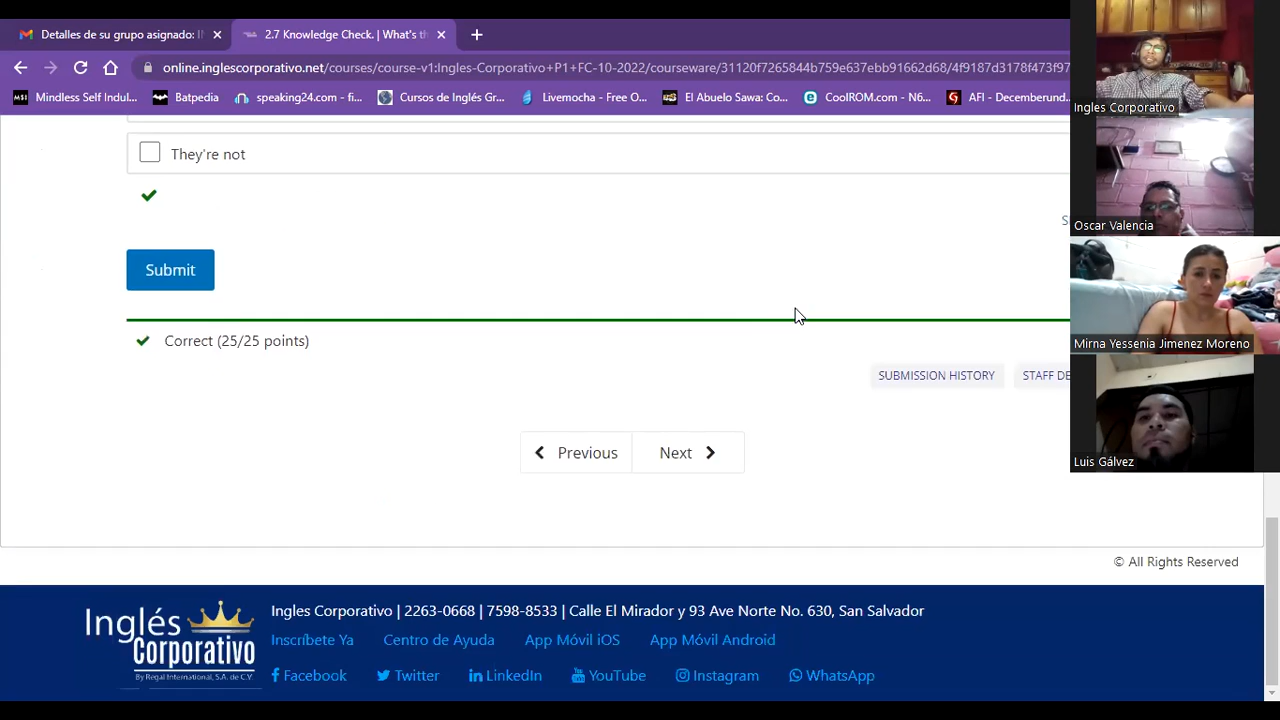 Detalles de su grupo asignado: I
2.7 Knowledge Check. | What's th
online.inglescorporativo.net/courses/course-v1:Ingles-Corporativo+P1+FC-10-2022/courseware/31120f7265844b759e637ebb91662d68/4f9187d3178f473f97
Mindless Self Indul...
Batpedia
speaking24.com - fi...
Cursos de Inglés Gr...
Livemocha - Free O...
El Abuelo Sawa: Co...
CoolROM.com - N6...
AFI - Decemberund...
Ingles Corporativo
They're not
Oscar Valencia
Submit
Correct (25/25 points)
Mirna Yessenia Jimenez Moreno
SUBMISSION HISTORY
STAFF DE
Previous
Next
Luis Gálvez
© All Rights Reserved
Inglés Corporativo
By Regal International, S.A. de C.V.
Ingles Corporativo | 2263-0668 | 7598-8533 | Calle El Mirador y 93 Ave Norte No. 630, San Salvador
Inscríbete Ya Centro de Ayuda App Móvil iOS App Móvil Android
Facebook Twitter LinkedIn YouTube Instagram WhatsApp